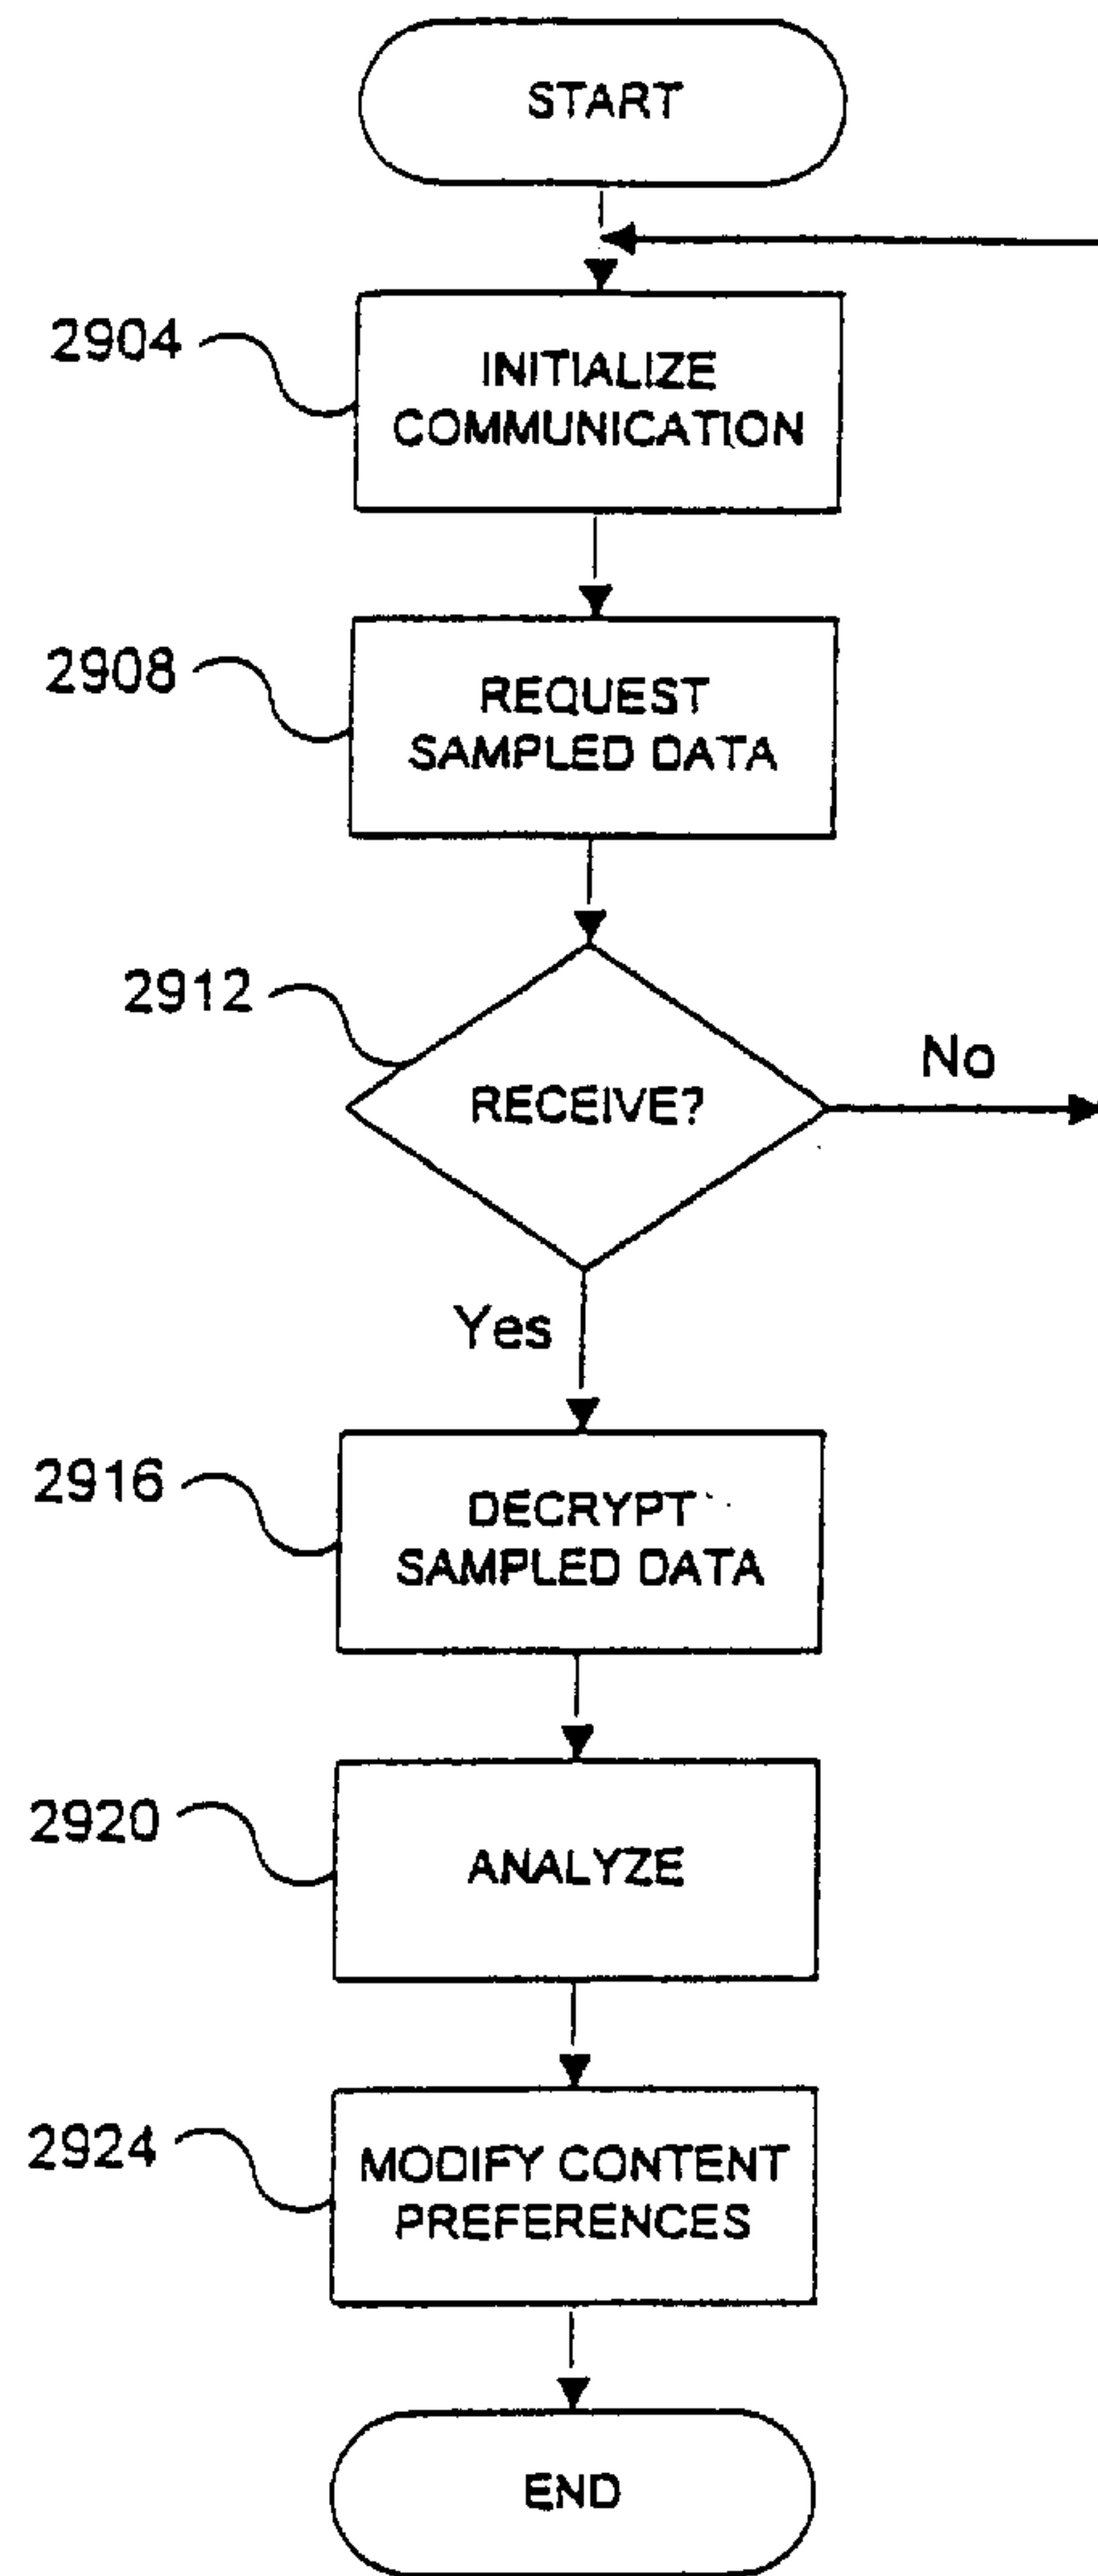 START
2904
INITIALIZE
COMMUNICATION
2908
REQUEST
SAMPLED DATA
2912
RECEIVE?
No
Yes
2916
DECRYPT
SAMPLED DATA
2920
ANALYZE
2924
MODIFY CONTENT
PREFERENCES
END